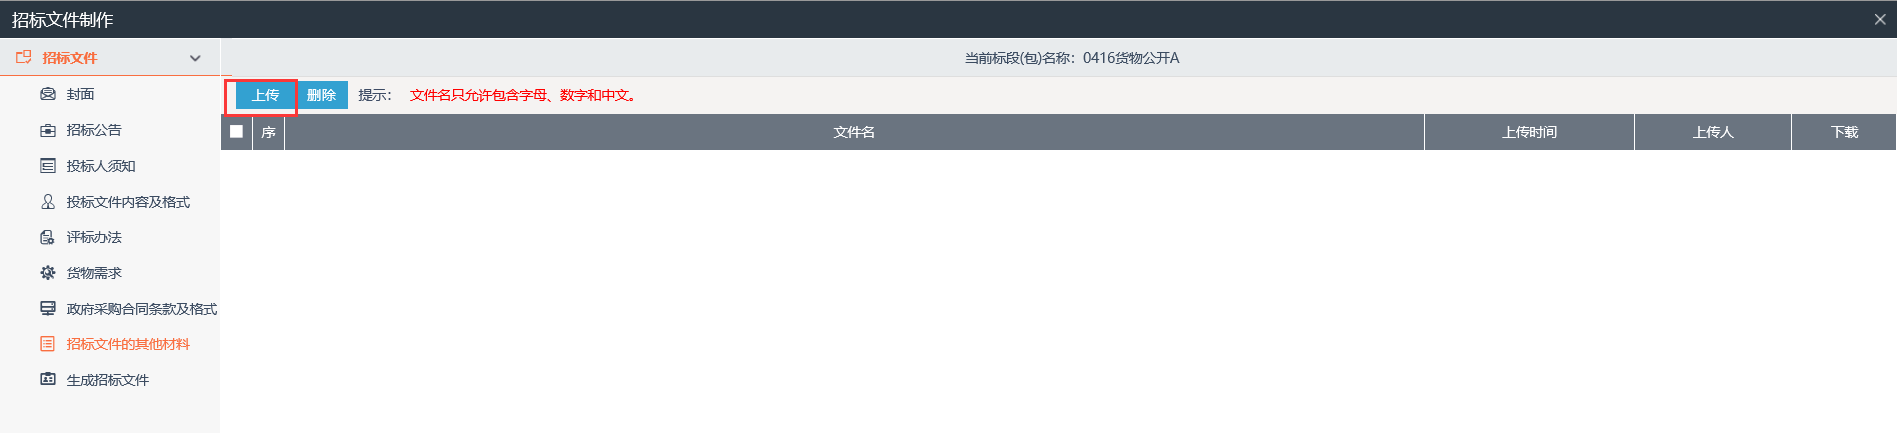 招标文件制作
招标文件
当前标段(包)名称：0416货物公开A
封面
招标公告
投标人须知
投标文件内容及格式
评标办法
货物需求
政府采购合同条款及格式
招标文件的其他材料
生成招标文件
上传 删除 提示： 文件名只允许包含字母、数字和中文。
序 文件名 上传时间 上传人 下载